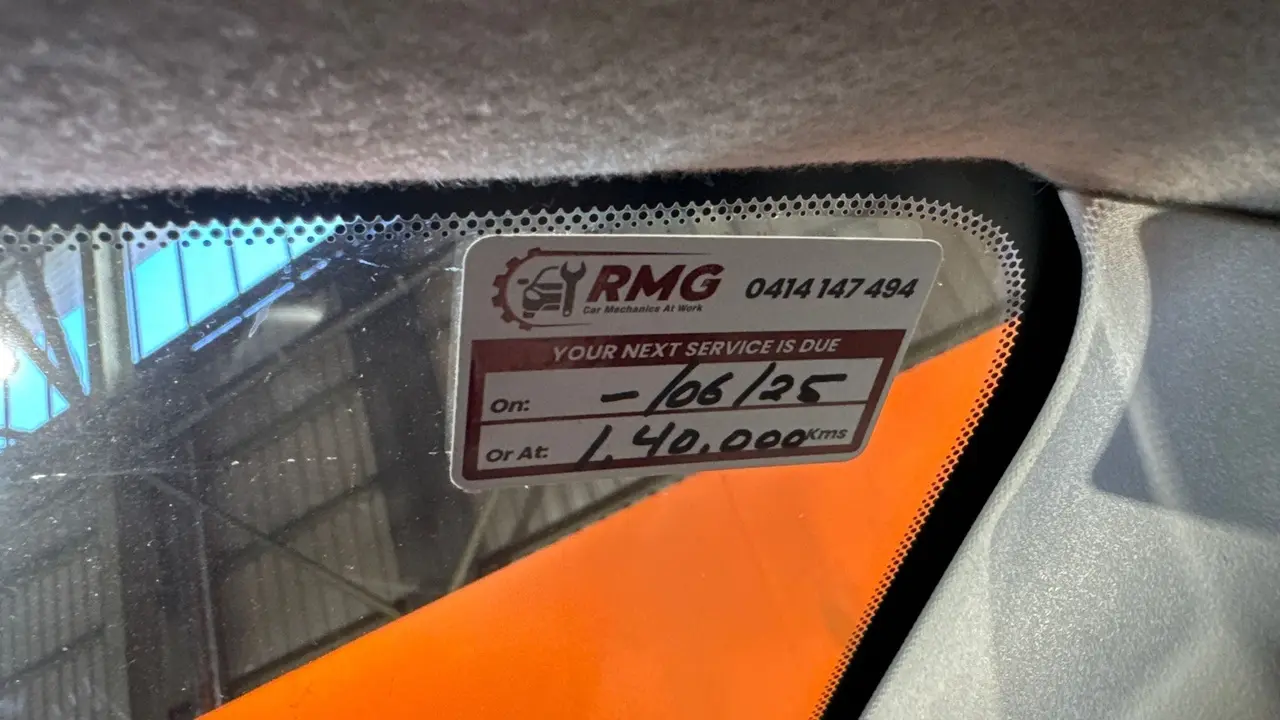 RMG 0414 147 494
Car Mechanics At Work
YOUR NEXT SERVICE IS DUE
On: -/06/25
Or At: 1,40,000 Kms